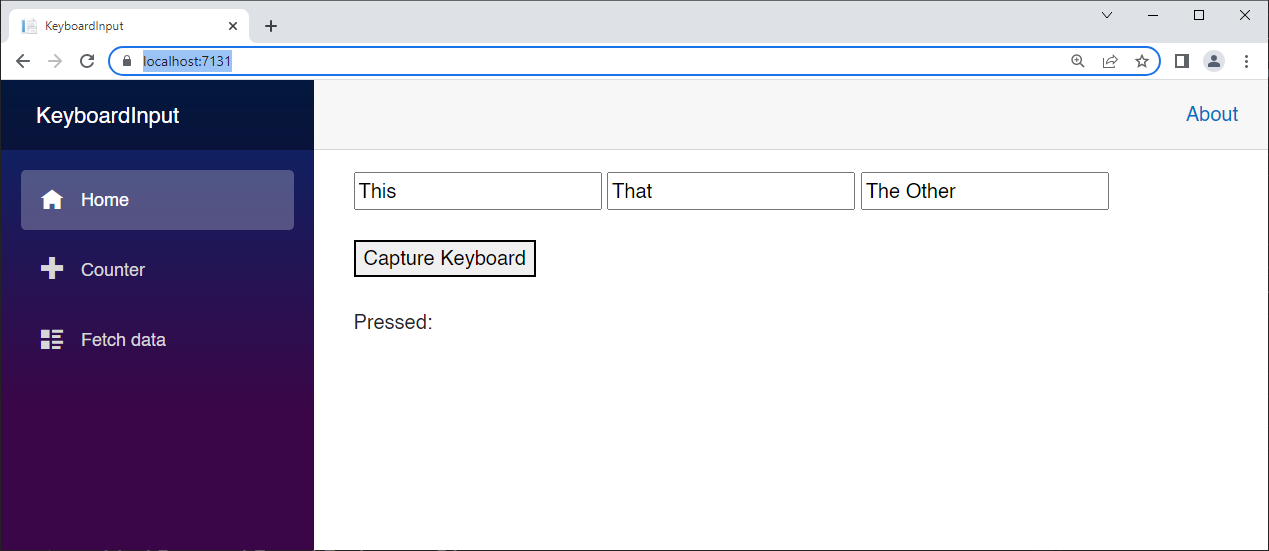 KeyboardInput
localhost:7131
KeyboardInput
About
Home
Counter
Fetch data
This That The Other
Capture Keyboard
Pressed: